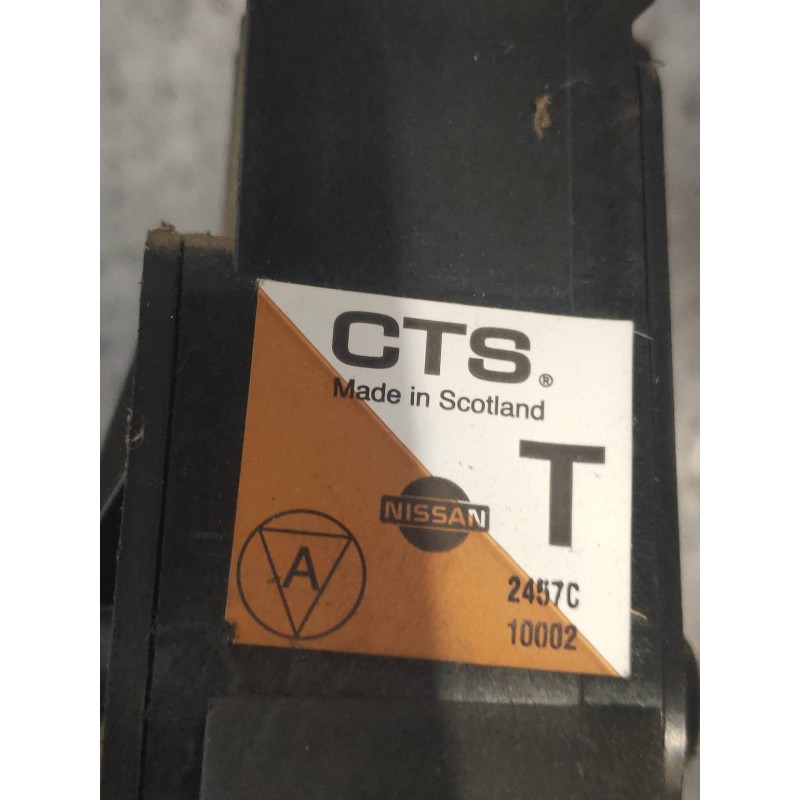 CTS®
Made in Scotland
T
NISSAN
A
2457C
10002